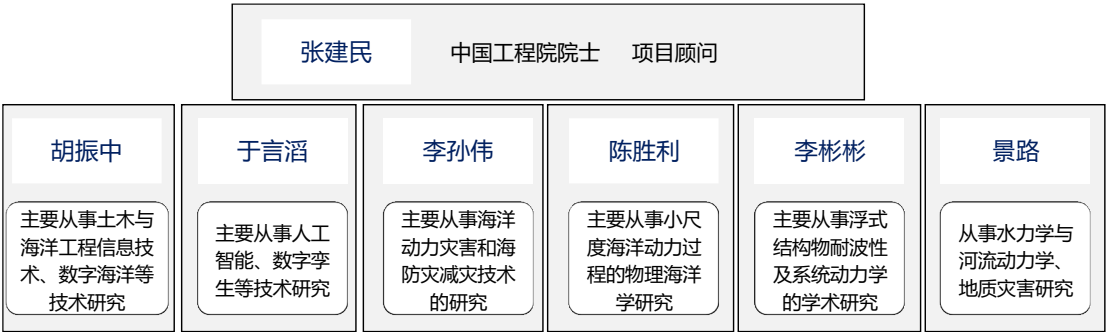 张建民 中国工程院院士 项目顾问
胡振中
主要从事土木与
海洋工程信息技
术、数字海洋等
技术研究
于言滔
主要从事人工
智能、数字孪
生等技术研究
李孙伟
主要从事海洋
动力灾害和海
防灾减灾技术
的研究
陈胜利
主要从事小尺
度海洋动力过
程的物理海洋
学研究
李彬彬
主要从事浮式
结构物耐波性
及系统动力学
的学术研究
景路
从事水力学与
河流动力学、
地质灾害研究